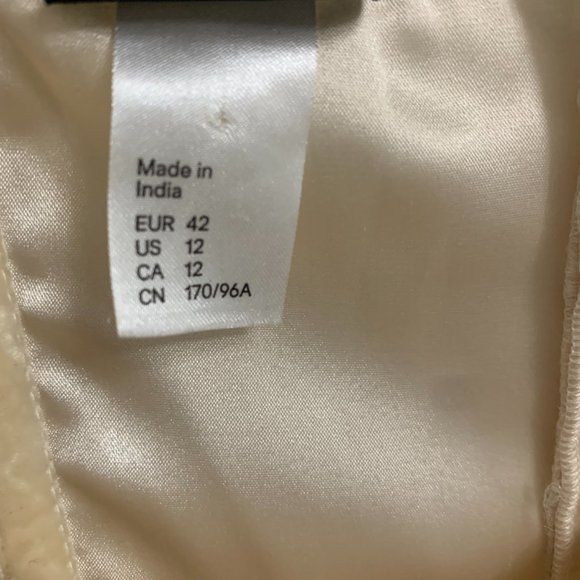 Made in
India
EUR 42
US 12
CA 12
CN 170/96A